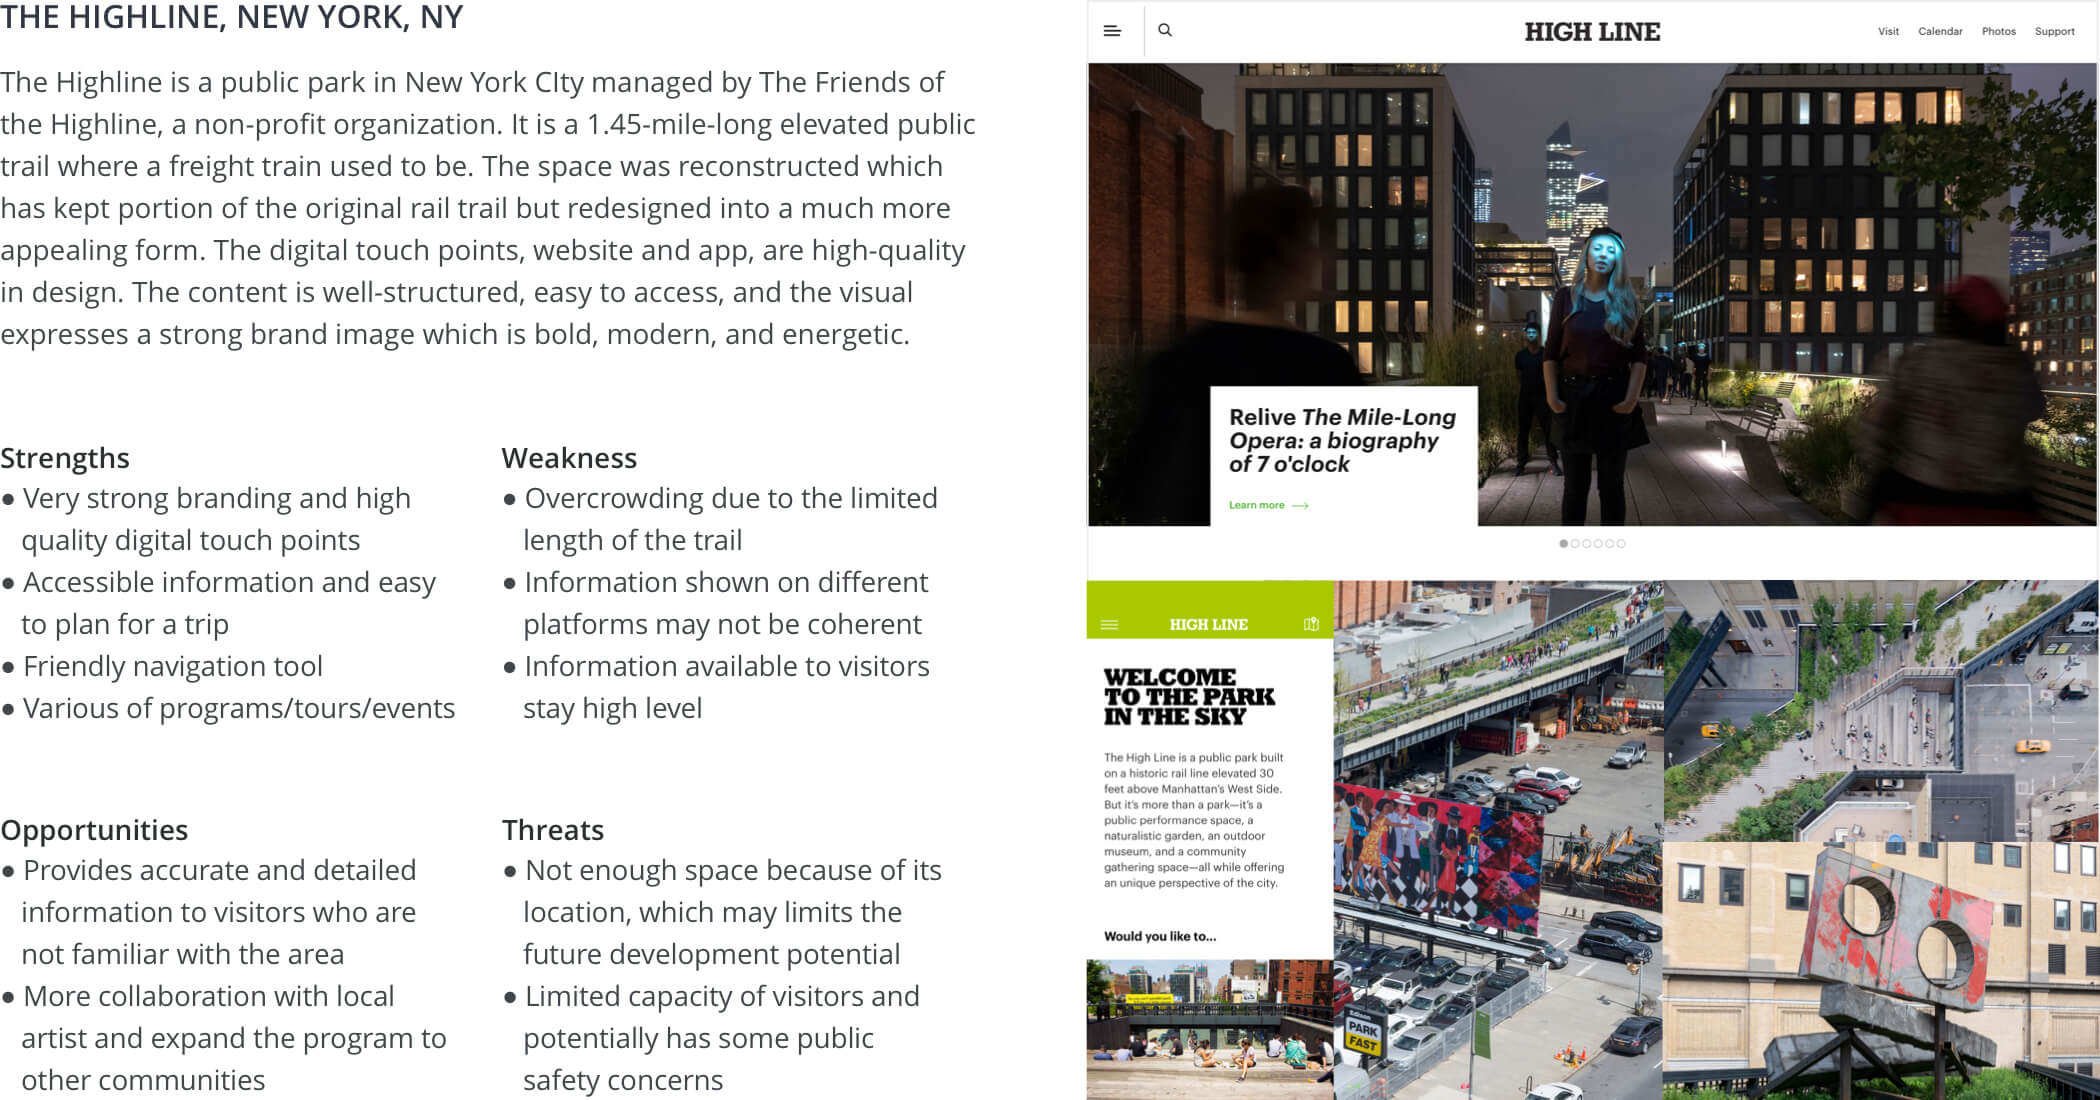 THE HIGHLINE, NEW YORK, NY
The Highline is a public park in New York CIty managed by The Friends of
the Highline, a non-profit organization. It is a 1.45-mile-long elevated public
trail where a freight train used to be. The space was reconstructed which
has kept portion of the original rail trail but redesigned into a much more
appealing form. The digital touch points, website and app, are high-quality
in design. The content is well-structured, easy to access, and the visual
expresses a strong brand image which is bold, modern, and energetic.
Strengths
● Very strong branding and high
quality digital touch points
● Accessible information and easy
to plan for a trip
● Friendly navigation tool
● Various of programs/tours/events
Weakness
● Overcrowding due to the limited
length of the trail
● Information shown on different
platforms may not be coherent
● Information available to visitors
stay high level
Opportunities
● Provides accurate and detailed
information to visitors who are
not familiar with the area
● More collaboration with local
artist and expand the program to
other communities
Threats
● Not enough space because of its
location, which may limits the
future development potential
● Limited capacity of visitors and
potentially has some public
safety concerns
HIGH LINE
Visit Calendar Photos Support
Relive The Mile-Long
Opera: a biography
of 7 o'clock
Learn more →
HIGH LINE
WELCOME
TO THE PARK
IN THE SKY
The High Line is a public park built
on a historic rail line elevated 30
feet above Manhattan's West Side.
But it's more than a park—it's a
public performance space, a
naturalistic garden, an outdoor
museum, and a community
gathering space—all while offering
an unique perspective of the city.
Would you like to...
Edison
PARK
FAST